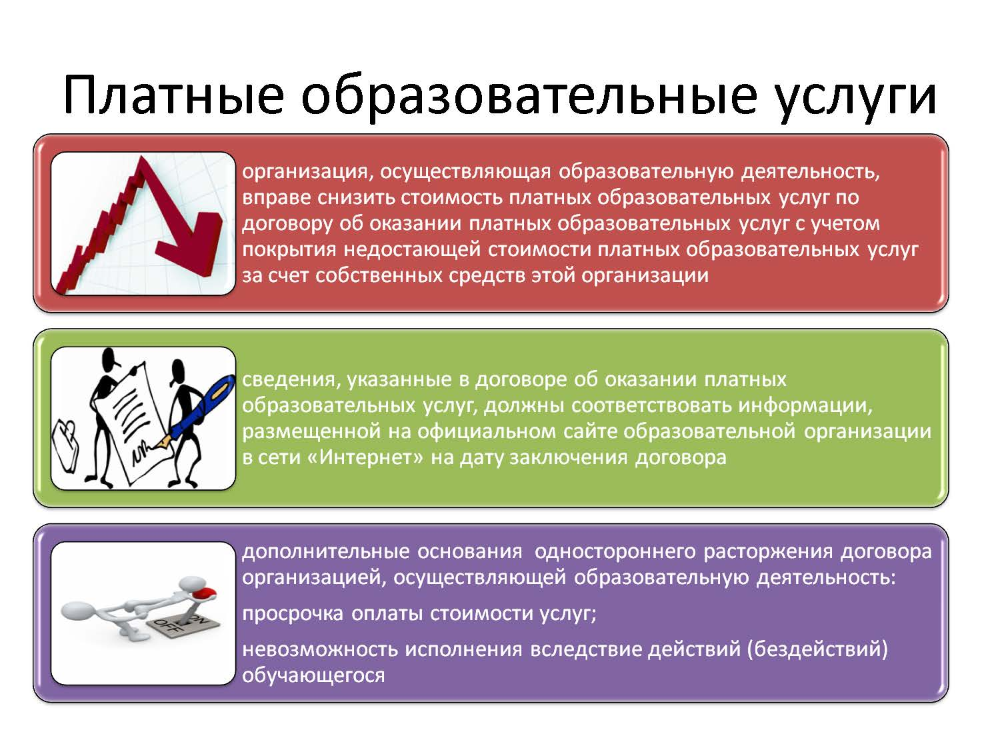 Платные образовательные услуги
организация, осуществляющая образовательную деятельность,
вправе снизить стоимость платных образовательных услуг по
договору об оказании платных образовательных услуг с учетом
покрытия недостающей стоимости платных образовательных услуг
за счет собственных средств этой организации
сведения, указанные в договоре об оказании платных
образовательных услуг, должны соответствовать информации,
размещенной на официальном сайте образовательной организации
в сети «Интернет» на дату заключения договора
дополнительные основания одностороннего расторжения договора
организацией, осуществляющей образовательную деятельность:
просрочка оплаты стоимости услуг;
невозможность исполнения вследствие действий (бездействий)
обучающегося
ON
OFF